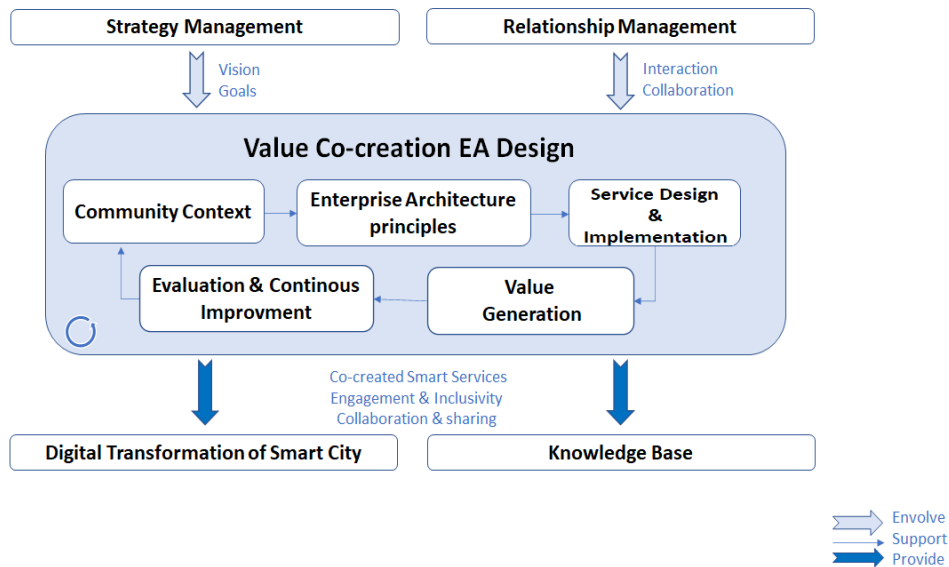 Strategy Management
Relationship Management
Vision
Goals
Interaction
Collaboration
Value Co-creation EA Design
Community Context
Enterprise Architecture
principles
Service Design
&
Implementation
Evaluation & Continous
Improvment
Value
Generation
Co-created Smart Services
Engagement & Inclusivity
Collaboration & sharing
Digital Transformation of Smart City
Knowledge Base
Envolve
Support
Provide